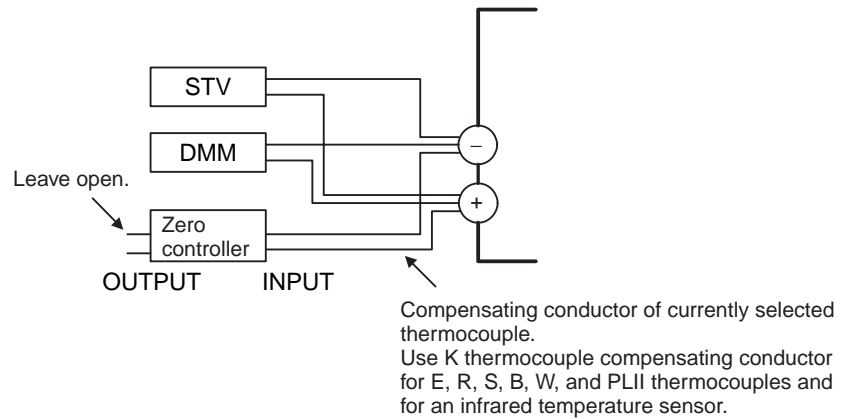 STV
DMM
−
+
Leave open.
Zero
controller
OUTPUT
INPUT
Compensating conductor of currently selected
thermocouple.
Use K thermocouple compensating conductor
for E, R, S, B, W, and PLII thermocouples and
for an infrared temperature sensor.